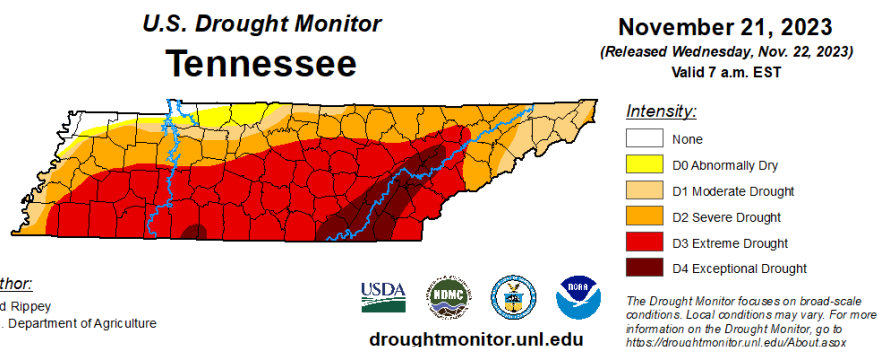 U.S. Drought Monitor
Tennessee
November 21, 2023
(Released Wednesday, Nov. 22, 2023)
Valid 7 a.m. EST
Intensity:
None
D0 Abnormally Dry
D1 Moderate Drought
D2 Severe Drought
D3 Extreme Drought
D4 Exceptional Drought
thor:
d Rippey
. Department of Agriculture
USDA
NDMC
NOAA
droughtmonitor.unl.edu
The Drought Monitor focuses on broad-scale
conditions. Local conditions may vary. For more
information on the Drought Monitor, go to
https://droughtmonitor.unl.edu/About.aspx